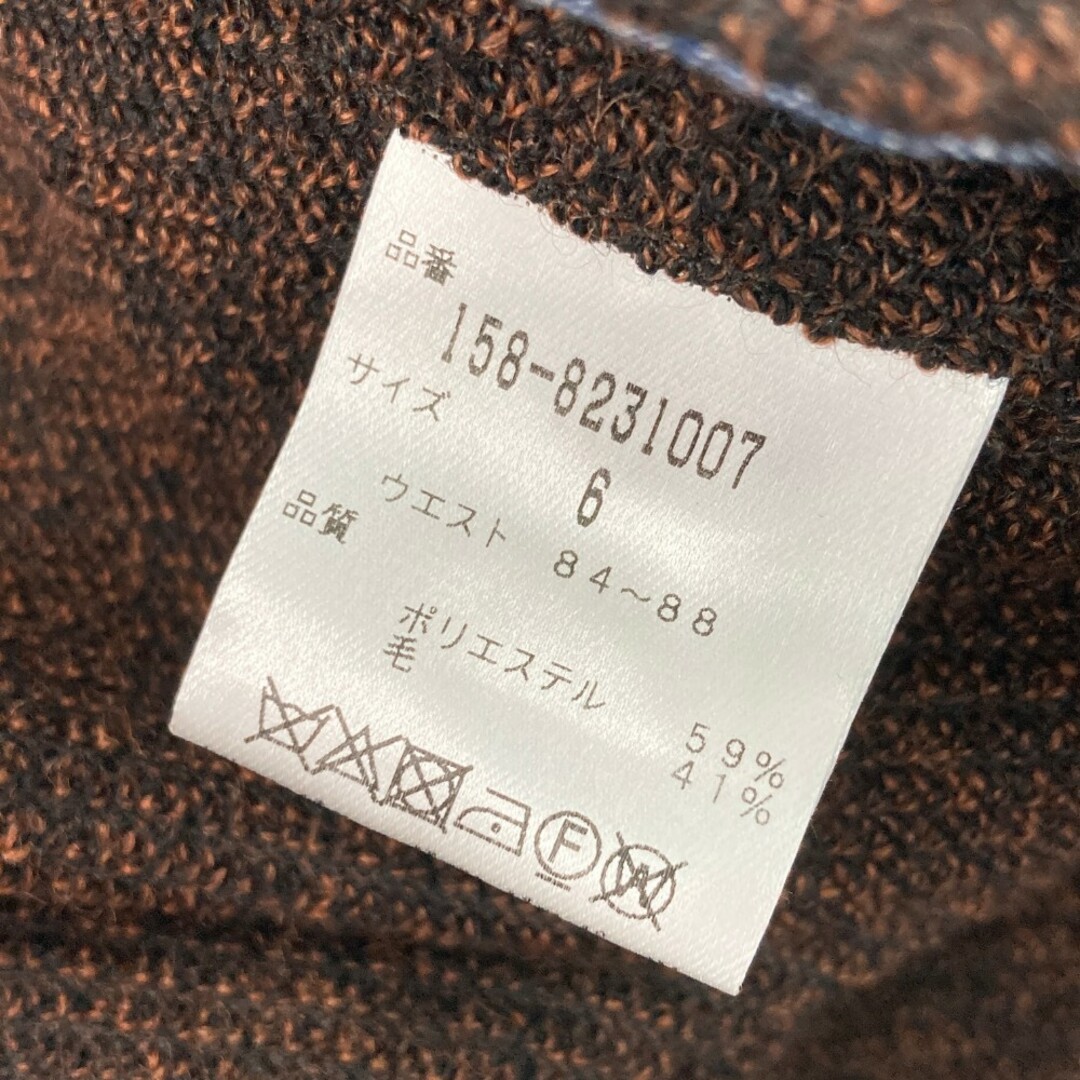 品番
158-8231007
サイズ
6
ウエスト 84～88
品質
ポリエステル 59%
毛 41%
F
W